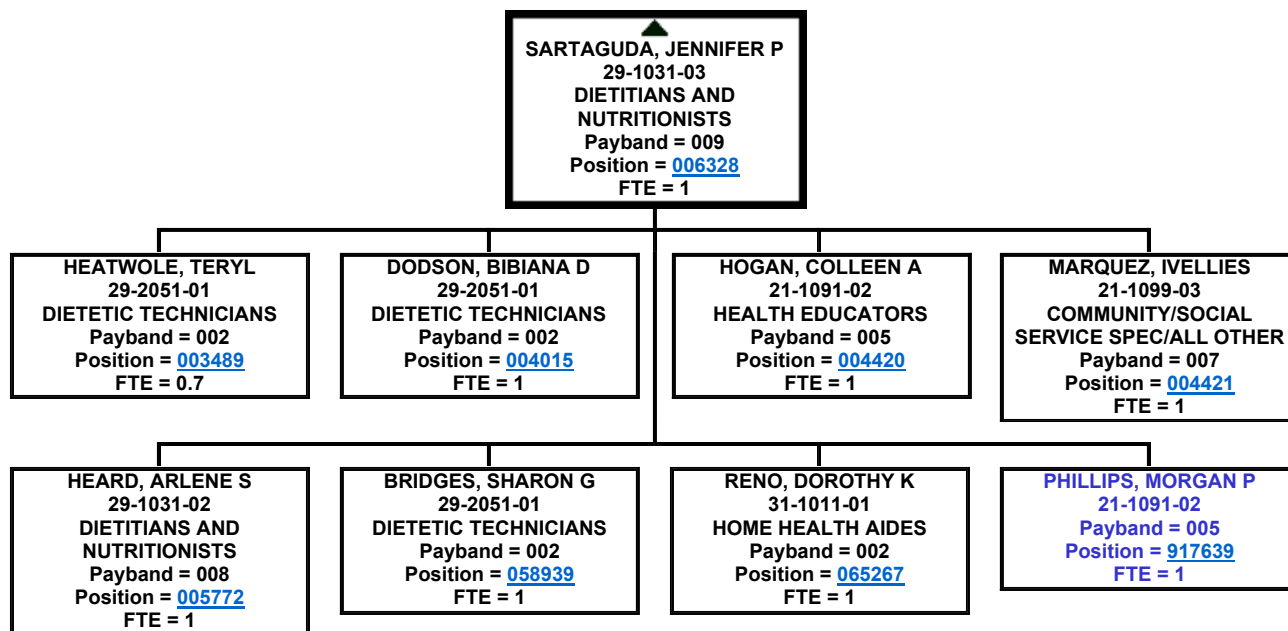 SARTAGUDA, JENNIFER P
29-1031-03
DIETITIANS AND
NUTRITIONISTS
Payband = 009
Position = 006328
FTE = 1
HEATWOLE, TERYL
29-2051-01
DIETETIC TECHNICIANS
Payband = 002
Position = 003489
FTE = 0.7
DODSON, BIBIANA D
29-2051-01
DIETETIC TECHNICIANS
Payband = 002
Position = 004015
FTE = 1
HOGAN, COLLEEN A
21-1091-02
HEALTH EDUCATORS
Payband = 005
Position = 004420
FTE = 1
MARQUEZ, IVELLIES
21-1099-03
COMMUNITY/SOCIAL
SERVICE SPEC/ALL OTHER
Payband = 007
Position = 004421
FTE = 1
HEARD, ARLENE S
29-1031-02
DIETITIANS AND
NUTRITIONISTS
Payband = 008
Position = 005772
FTE = 1
BRIDGES, SHARON G
29-2051-01
DIETETIC TECHNICIANS
Payband = 002
Position = 058939
FTE = 1
RENO, DOROTHY K
31-1011-01
HOME HEALTH AIDES
Payband = 002
Position = 065267
FTE = 1
PHILLIPS, MORGAN P
21-1091-02
Payband = 005
Position = 917639
FTE = 1